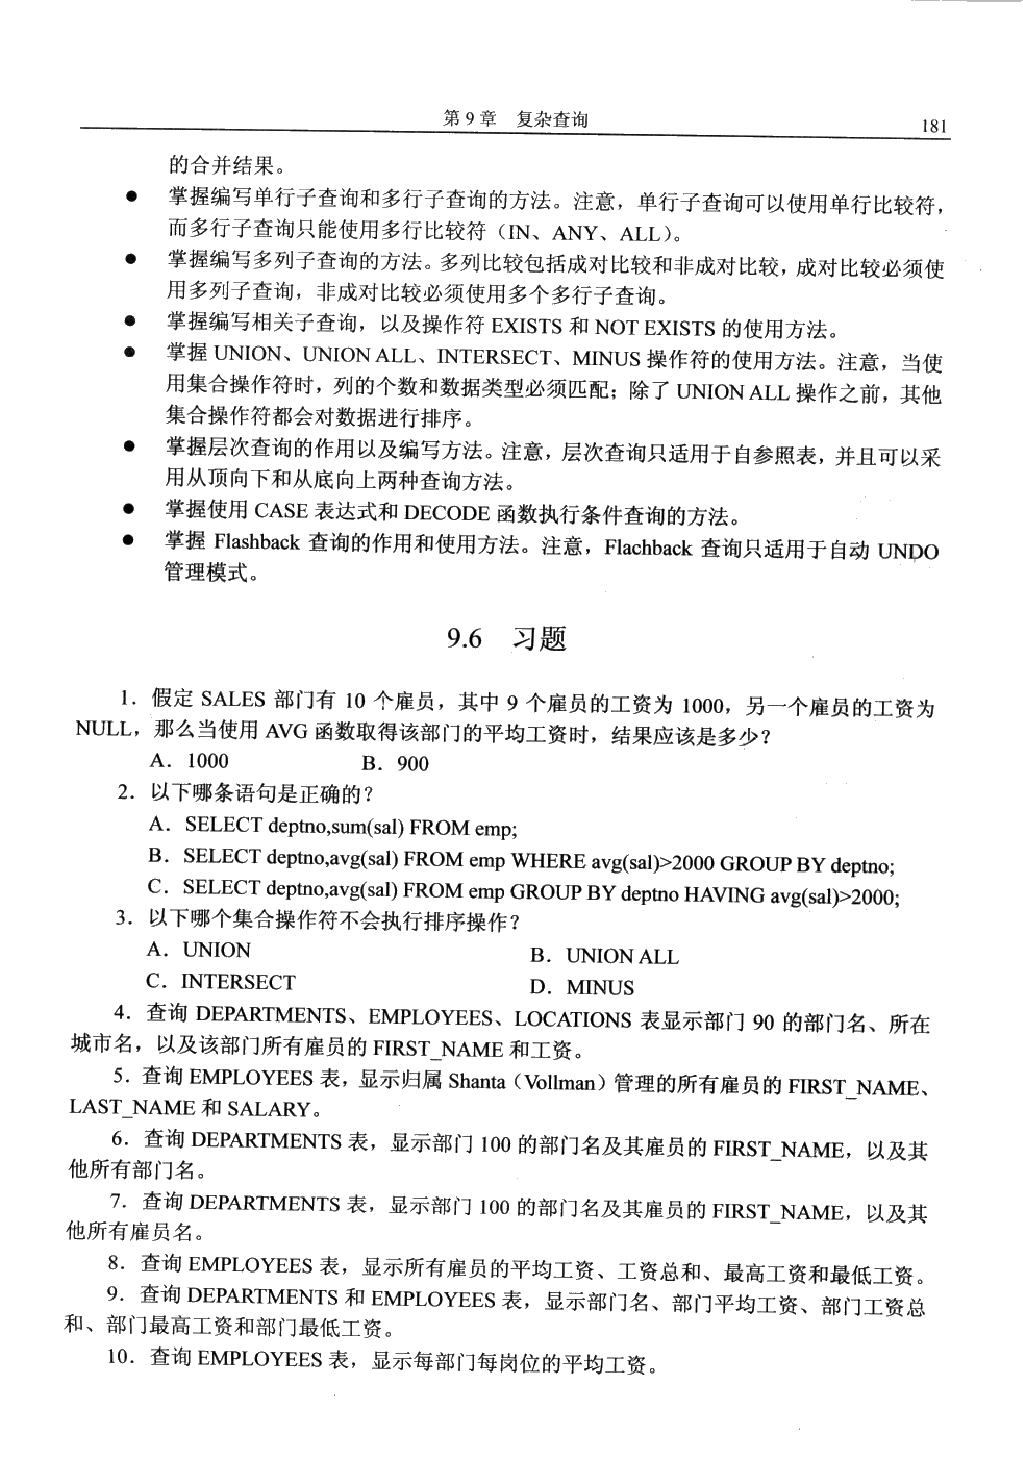 第 9 章　复杂查询
181
的合并结果。
● 掌握编写单行子查询和多行子查询的方法。注意，单行子查询可以使用单行比较符，
而多行子查询只能使用多行比较符（IN、ANY、ALL）。
● 掌握编写多列子查询的方法。多列比较包括成对比较和非成对比较，成对比较必须使
用多列子查询，非成对比较必须使用多个多行子查询。
● 掌握编写相关子查询，以及操作符 EXISTS 和 NOT EXISTS 的使用方法。
● 掌握 UNION、UNION ALL、INTERSECT、MINUS 操作符的使用方法。注意，当使
用集合操作符时，列的个数和数据类型必须匹配；除了 UNION ALL 操作之前，其他
集合操作符都会对数据进行排序。
● 掌握层次查询的作用以及编写方法。注意，层次查询只适用于自参照表，并且可以采
用从顶向下和从底向上两种查询方法。
● 掌握使用 CASE 表达式和 DECODE 函数执行条件查询的方法。
● 掌握 Flashback 查询的作用和使用方法。注意，Flachback 查询只适用于自动 UNDO
管理模式。
9.6　习题
1．假定 SALES 部门有 10 个雇员，其中 9 个雇员的工资为 1000，另一个雇员的工资为
NULL，那么当使用 AVG 函数取得该部门的平均工资时，结果应该是多少？
A．1000　B．900
2．以下哪条语句是正确的？
A．SELECT deptno,sum(sal) FROM emp;
B．SELECT deptno,avg(sal) FROM emp WHERE avg(sal)>2000 GROUP BY deptno;
C．SELECT deptno,avg(sal) FROM emp GROUP BY deptno HAVING avg(sal)>2000;
3．以下哪个集合操作符不会执行排序操作？
A．UNION　B．UNION ALL
C．INTERSECT　D．MINUS
4．查询 DEPARTMENTS、EMPLOYEES、LOCATIONS 表显示部门 90 的部门名、所在
城市名，以及该部门所有雇员的 FIRST_NAME 和工资。
5．查询 EMPLOYEES 表，显示归属 Shanta（Vollman）管理的所有雇员的 FIRST_NAME、
LAST_NAME 和 SALARY。
6．查询 DEPARTMENTS 表，显示部门 100 的部门名及其雇员的 FIRST_NAME，以及其
他所有部门名。
7．查询 DEPARTMENTS 表，显示部门 100 的部门名及其雇员的 FIRST_NAME，以及其
他所有雇员名。
8．查询 EMPLOYEES 表，显示所有雇员的平均工资、工资总和、最高工资和最低工资。
9．查询 DEPARTMENTS 和 EMPLOYEES 表，显示部门名、部门平均工资、部门工资总
和、部门最高工资和部门最低工资。
10．查询 EMPLOYEES 表，显示每部门每岗位的平均工资。